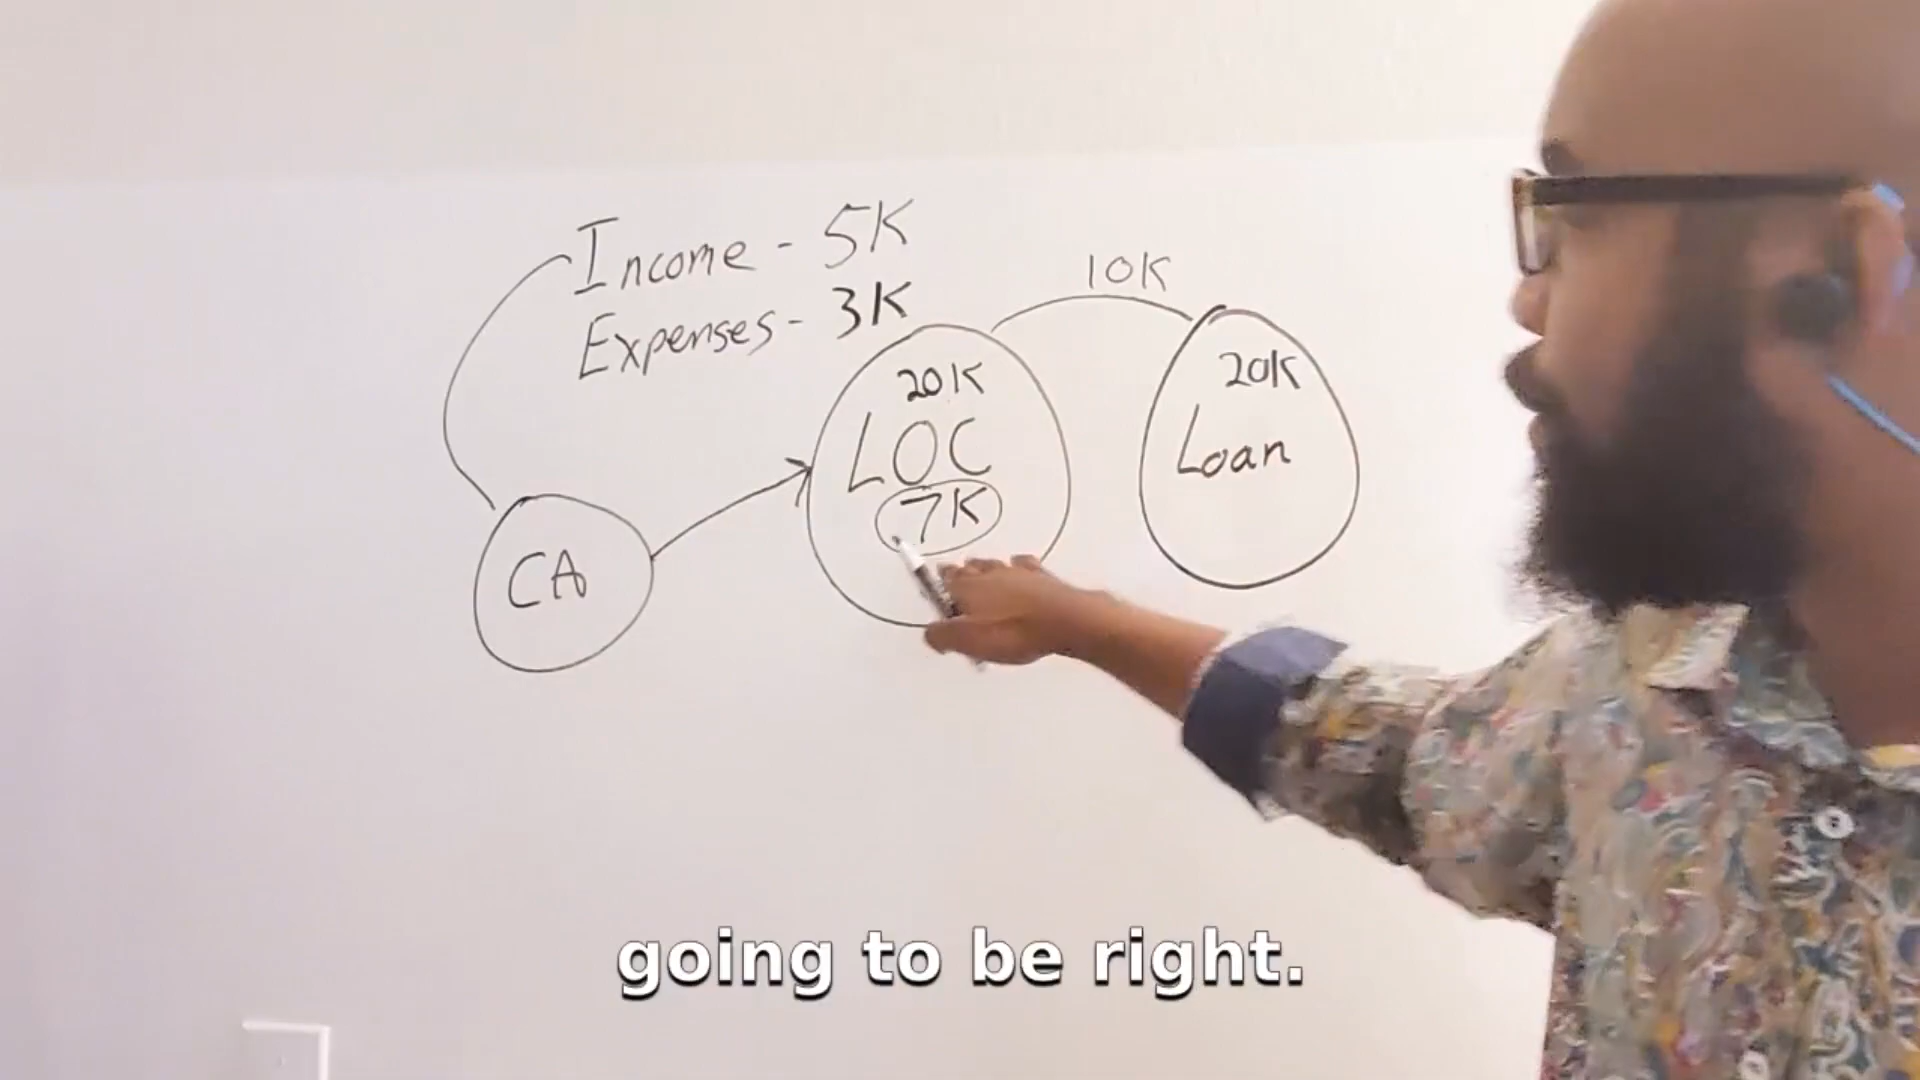 Income - 5K
Expenses - 3K
10K
20K
LOC
7K
20K
Loan
CA
going to be right.